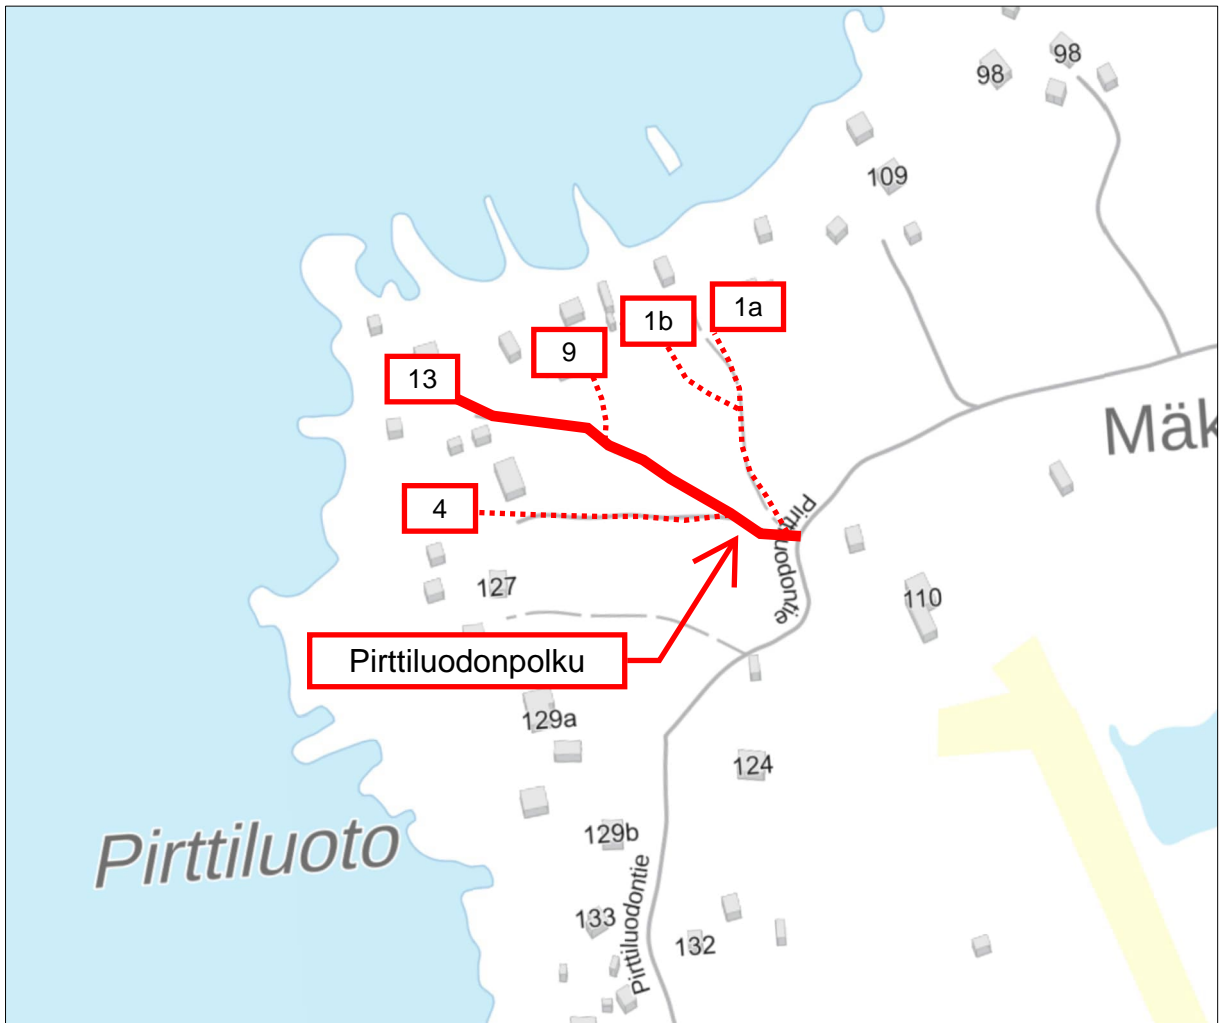 98
98
109
1a
1b
9
13
Mäk
4
Pirttiluodontie
127
110
Pirttiluodonpolku
129a
124
129b
Pirttiluoto
Pirttiluodontie
133
132